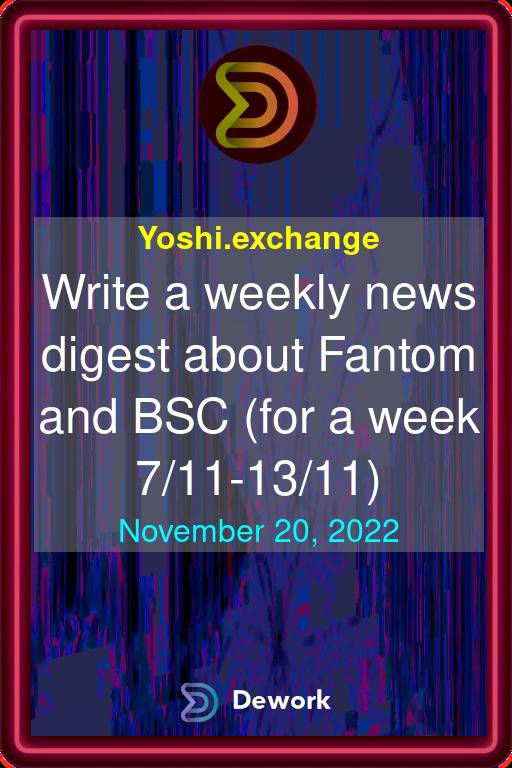 Yoshi.exchange
Write a weekly news
digest about Fantom
and BSC (for a week
7/11-13/11)
November 20, 2022
Dework